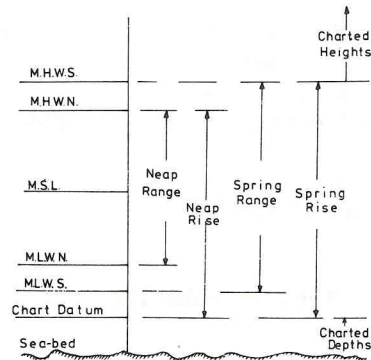 Charted
Heights
M.H.W.S.
M.H.W.N.
Neap
Range
Neap
Rise
Spring
Range
Spring
Rise
M.S.L.
M.L.W.N.
M.L.W.S.
Chart Datum
Sea-bed
Charted
Depths